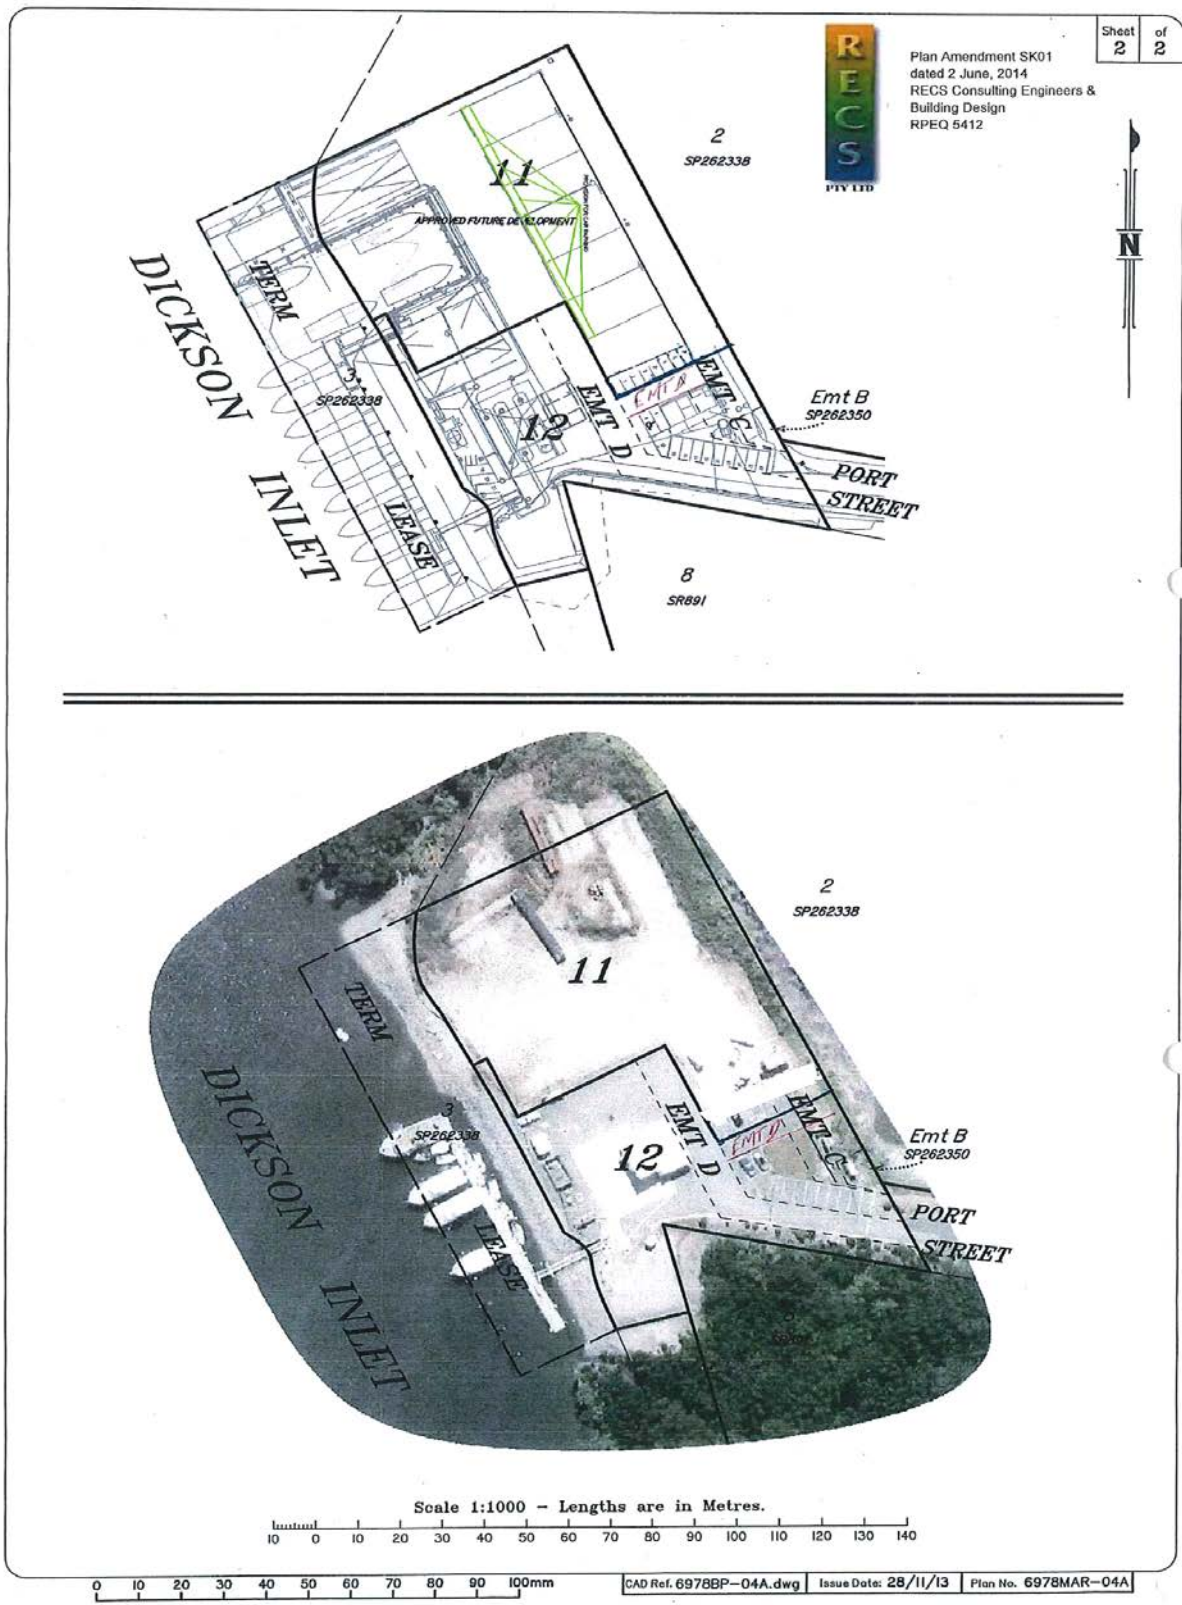 Sheet of
2 2
RECS
PTY LTD
Plan Amendment SK01
dated 2 June, 2014
RECS Consulting Engineers &
Building Design
RPEQ 5412
N
2
SP262338
11
APPROVED FUTURE DEVELOPMENT
TERM
DICKSON
3
SP262338
EMT D
EMT C
EMT D
Emt B
SP262350
12
PORT
STREET
INLET
LEASE
8
SR891
2
SP262338
11
TERM
DICKSON
3
SP262338
EMT D
EMT C
EMT D
Emt B
SP262350
12
PORT
STREET
LEASE
INLET
Scale 1:1000 – Lengths are in Metres.
10 0 10 20 30 40 50 60 70 80 90 100 110 120 130 140
0 10 20 30 40 50 60 70 80 90 100mm
CAD Ref. 6978BP–04A.dwg Issue Date: 28/11/13 Plan No. 6978MAR–04A